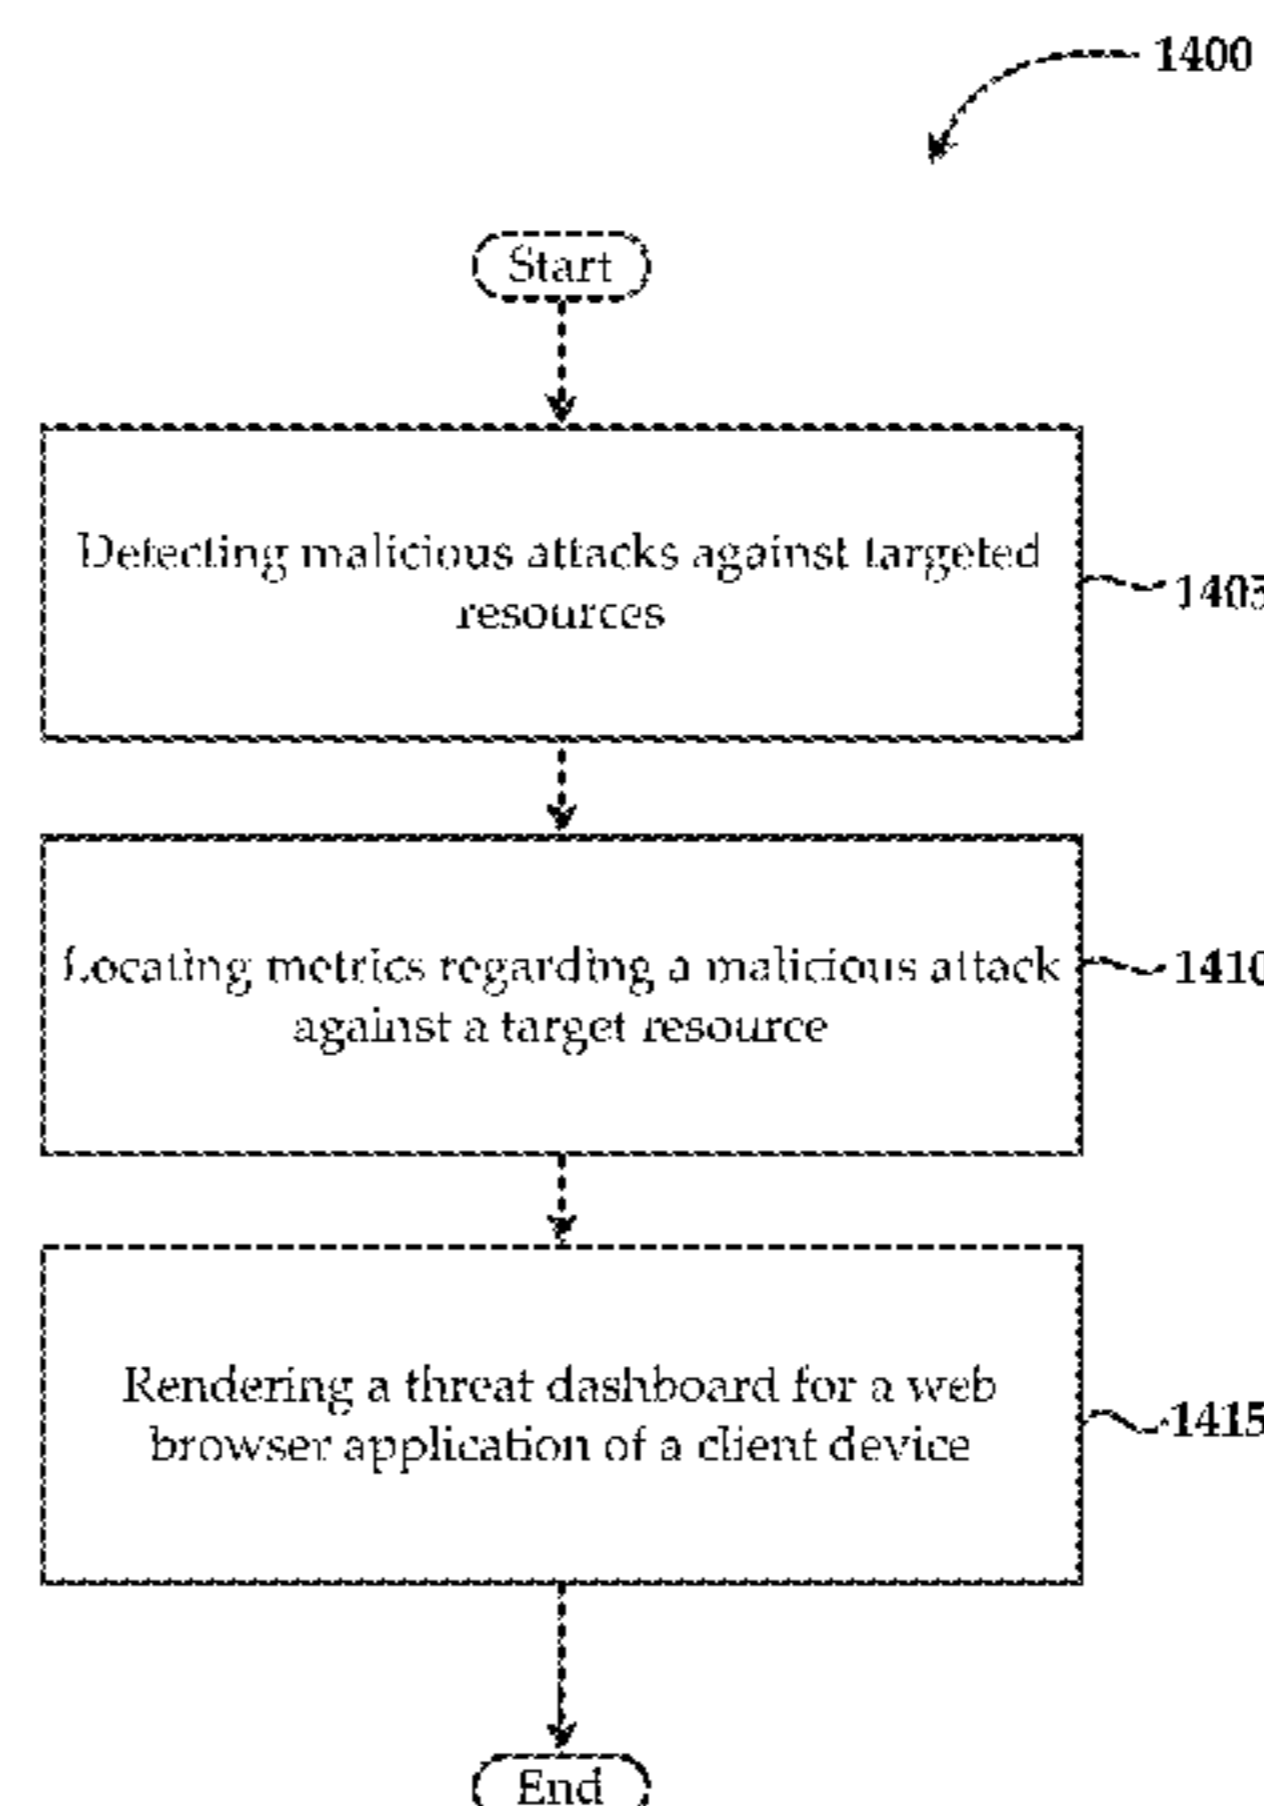 1400
Start
Detecting malicious attacks against targeted
resources
1405
Locating metrics regarding a malicious attack
against a target resource
1410
Rendering a threat dashboard for a web
browser application of a client device
1415
End